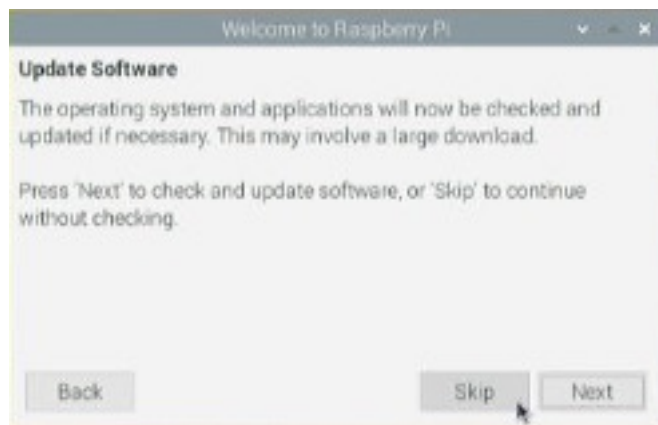 Welcome to Raspberry Pi
Update Software
The operating system and applications will now be checked and
updated if necessary. This may involve a large download.
Press 'Next' to check and update software, or 'Skip' to continue
without checking.
Back Skip Next